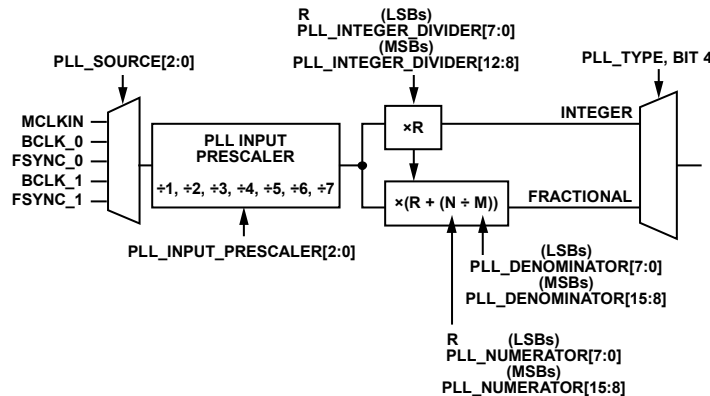 R (LSBs)
PLL_INTEGER_DIVIDER[7:0]
(MSBs)
PLL_INTEGER_DIVIDER[12:8]
PLL_SOURCE[2:0]
PLL_TYPE, BIT 4
MCLKIN
BCLK_0
FSYNC_0
BCLK_1
FSYNC_1
PLL INPUT
PRESCALER
÷1, ÷2, ÷3, ÷4, ÷5, ÷6, ÷7
PLL_INPUT_PRESCALER[2:0]
×R
INTEGER
×(R + (N ÷ M))
FRACTIONAL
(LSBs)
PLL_DENOMINATOR[7:0]
(MSBs)
PLL_DENOMINATOR[15:8]
R (LSBs)
PLL_NUMERATOR[7:0]
(MSBs)
PLL_NUMERATOR[15:8]